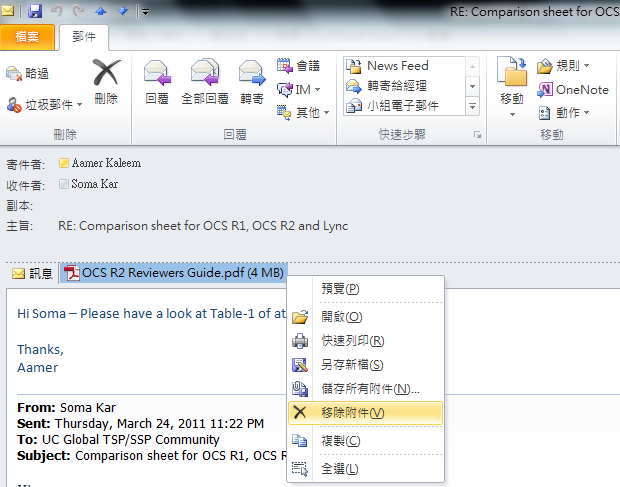 RE: Comparison sheet for OCS
檔案 郵件
略過
垃圾郵件
刪除
刪除
回覆
全部回覆
轉寄
會議
IM
其他
回覆
News Feed
轉寄給經理
小組電子郵件
快速步驟
移動
規則
OneNote
動作
移動
寄件者: Aamer Kaleem
收件者: Soma Kar
副本:
主旨: RE: Comparison sheet for OCS R1, OCS R2 and Lync
訊息 OCS R2 Reviewers Guide.pdf (4 MB)
預覽(P)
開啟(O)
快速列印(R)
另存新檔(S)
儲存所有附件(N)...
移除附件(V)
複製(C)
全選(L)
Hi Soma – Please have a look at Table-1 of at
Thanks,
Aamer
From: Soma Kar
Sent: Thursday, March 24, 2011 11:22 PM
To: UC Global TSP/SSP Community
Subject: Comparison sheet for OCS R1, OCS R